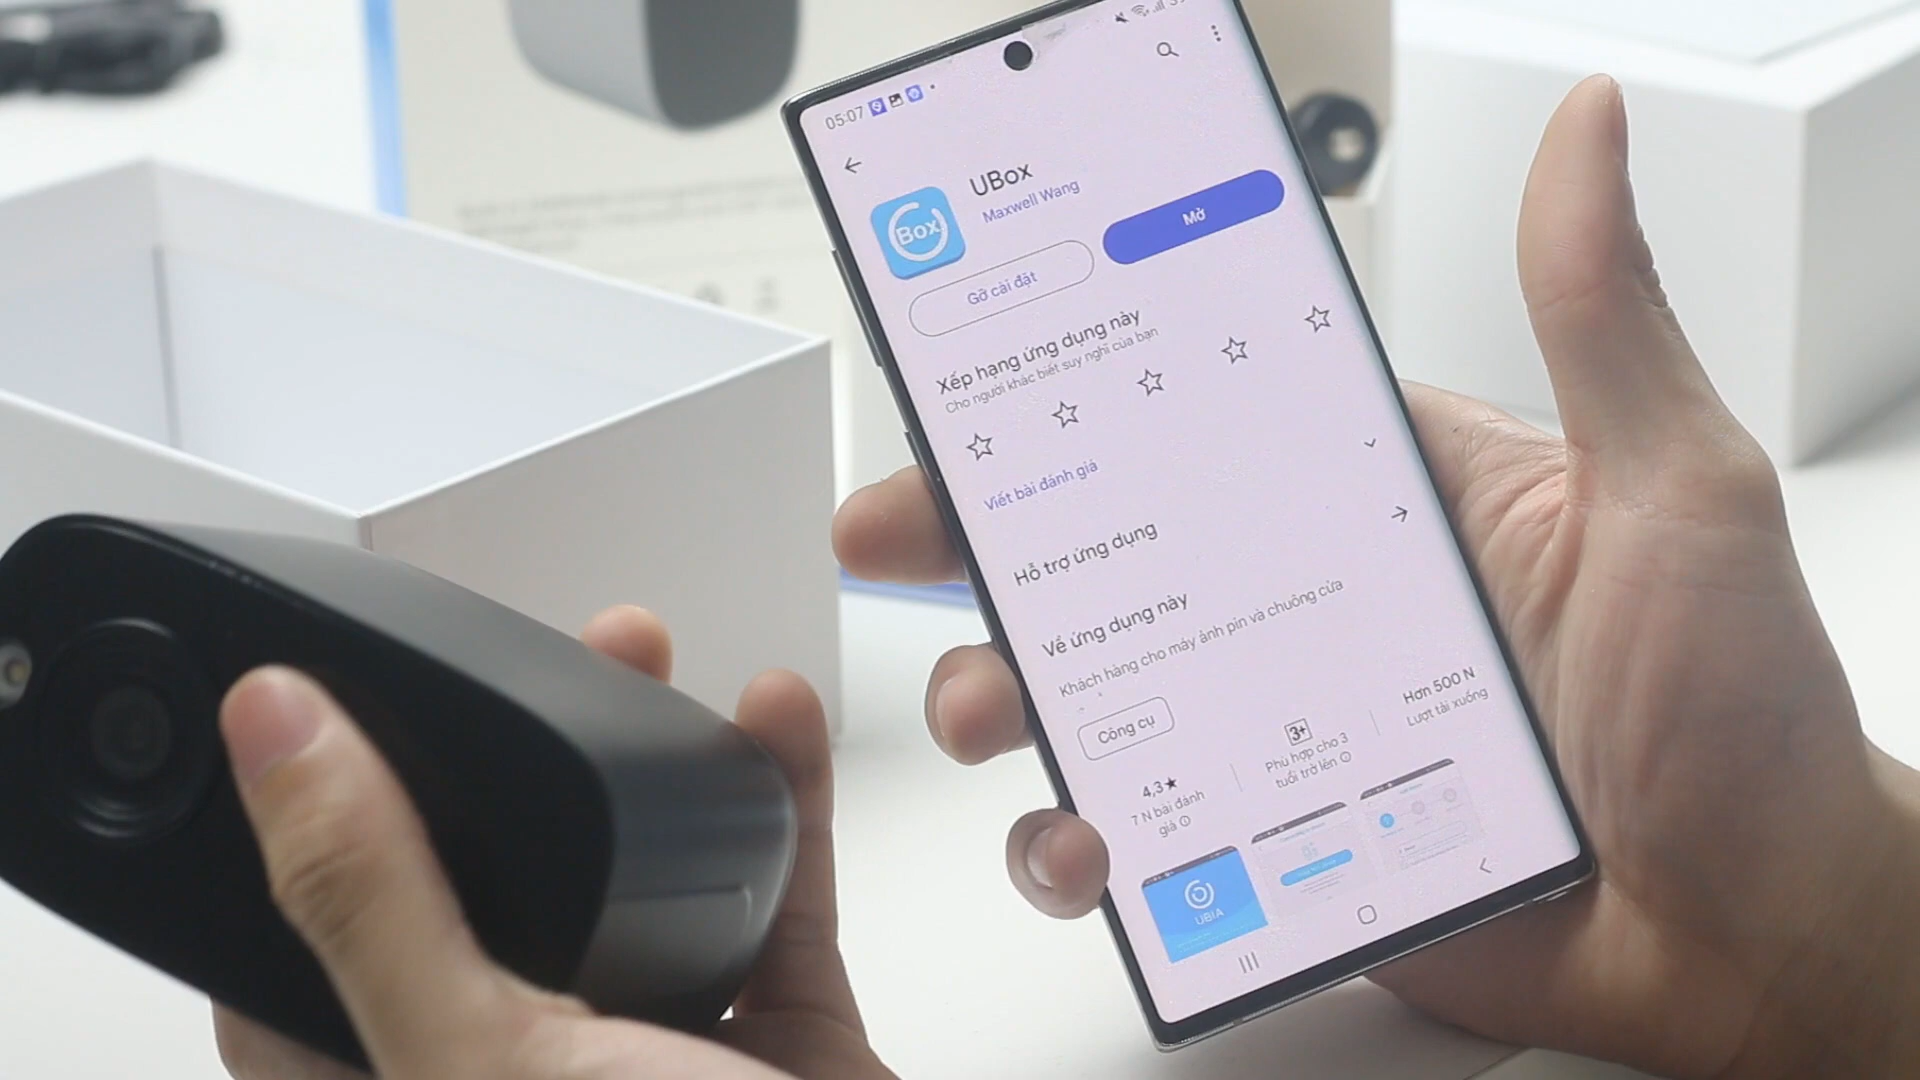 05:07
UBox
Maxwell Wang
Box
Gỡ cài đặt
Mở
Xếp hạng ứng dụng này
Cho người khác biết suy nghĩ của bạn
Viết bài đánh giá
Hỗ trợ ứng dụng
Về ứng dụng này
Khách hàng cho máy ảnh pin và chuông cửa
Công cụ
4,3★
7 N bài đánh
giá
3+
Phù hợp cho 3
tuổi trở lên
Hơn 500 N
Lượt tải xuống
UBIA